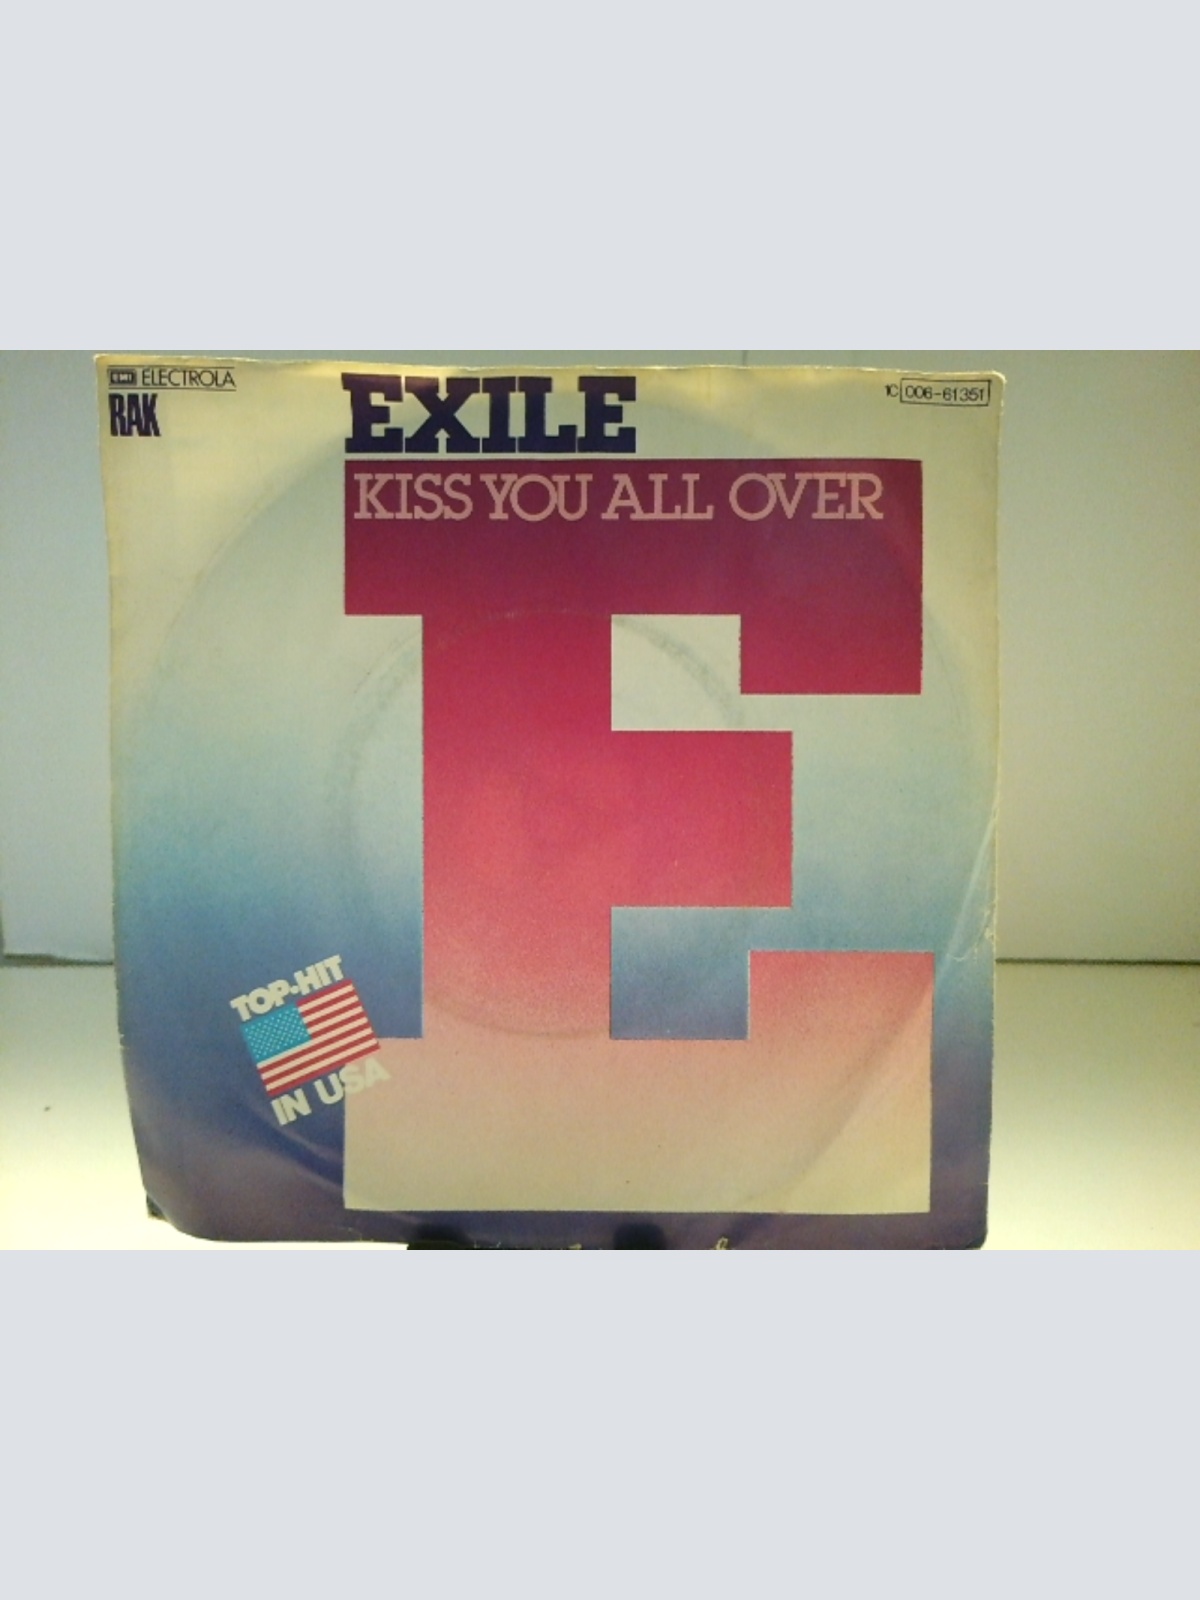 EMI ELECTROLA
RAK
EXILE
1C 006-61351
KISS YOU ALL OVER
E
TOP-HIT
IN USA